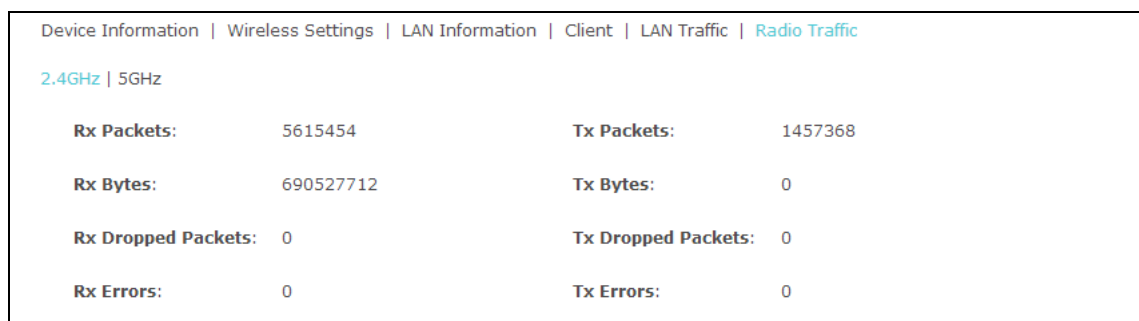 Device Information | Wireless Settings | LAN Information | Client | LAN Traffic | Radio Traffic
2.4GHz | 5GHz
Rx Packets: 5615454 Tx Packets: 1457368
Rx Bytes: 690527712 Tx Bytes: 0
Rx Dropped Packets: 0 Tx Dropped Packets: 0
Rx Errors: 0 Tx Errors: 0